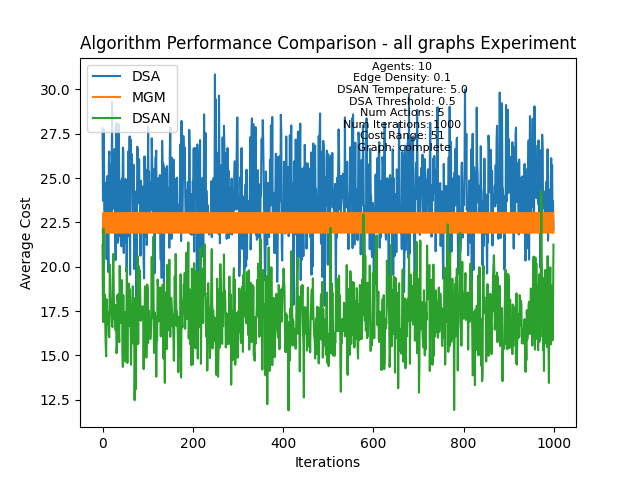 Algorithm Performance Comparison - all graphs Experiment
DSA
MGM
DSAN
Agents: 10
Edge Density: 0.1
DSAN Temperature: 5.0
DSA Threshold: 0.5
Num Actions: 5
Num Iterations: 1000
Cost Range: 51
Graph: complete
Average Cost
30.0
27.5
25.0
22.5
20.0
17.5
15.0
12.5
0
200
400
600
800
1000
Iterations